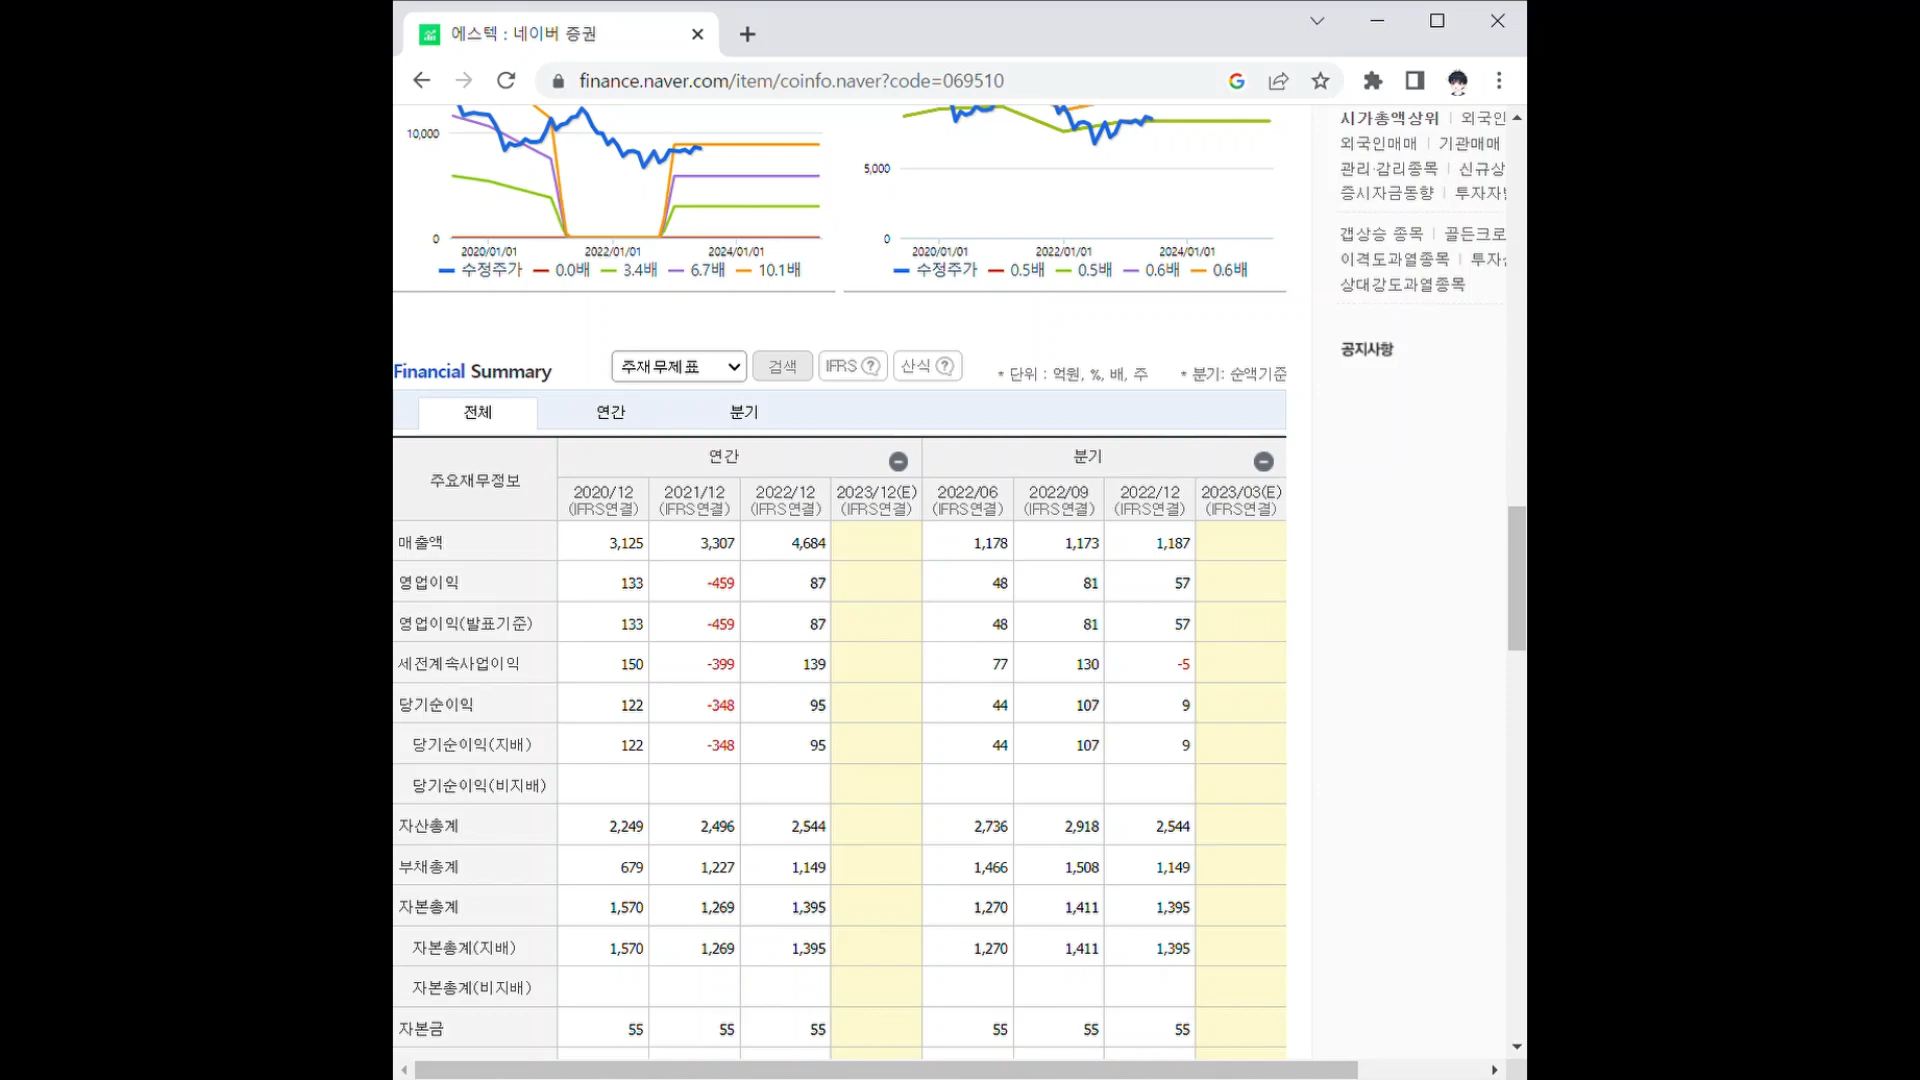 에스텍 : 네이버 증권
finance.naver.com/item/coinfo.naver?code=069510
10,000
0
2020/01/01 2022/01/01 2024/01/01
수정주가 0.0배 3.4배 6.7배 10.1배
5,000
0
2020/01/01 2022/01/01 2024/01/01
수정주가 0.5배 0.5배 0.6배 0.6배
시가총액상위 외국인
외국인매매 기관매매
관리·감리종목 신규상
증시자금동향 투자자별
갭상승 종목 골든크로
이격도과열종목 투자심
상대강도과열종목
공지사항
Financial Summary 주재무제표 검색 IFRS ? 산식 ? * 단위 : 억원, %, 배, 주 * 분기: 순액기준
전체 연간 분기
주요재무정보 연간 분기
2020/12 2021/12 2022/12 2023/12(E) 2022/06 2022/09 2022/12 2023/03(E)
(IFRS연결) (IFRS연결) (IFRS연결) (IFRS연결) (IFRS연결) (IFRS연결) (IFRS연결) (IFRS연결)
매출액 3,125 3,307 4,684 1,178 1,173 1,187
영업이익 133 -459 87 48 81 57
영업이익(발표기준) 133 -459 87 48 81 57
세전계속사업이익 150 -399 139 77 130 -5
당기순이익 122 -348 95 44 107 9
당기순이익(지배) 122 -348 95 44 107 9
당기순이익(비지배)
자산총계 2,249 2,496 2,544 2,736 2,918 2,544
부채총계 679 1,227 1,149 1,466 1,508 1,149
자본총계 1,570 1,269 1,395 1,270 1,411 1,395
자본총계(지배) 1,570 1,269 1,395 1,270 1,411 1,395
자본총계(비지배)
자본금 55 55 55 55 55 55